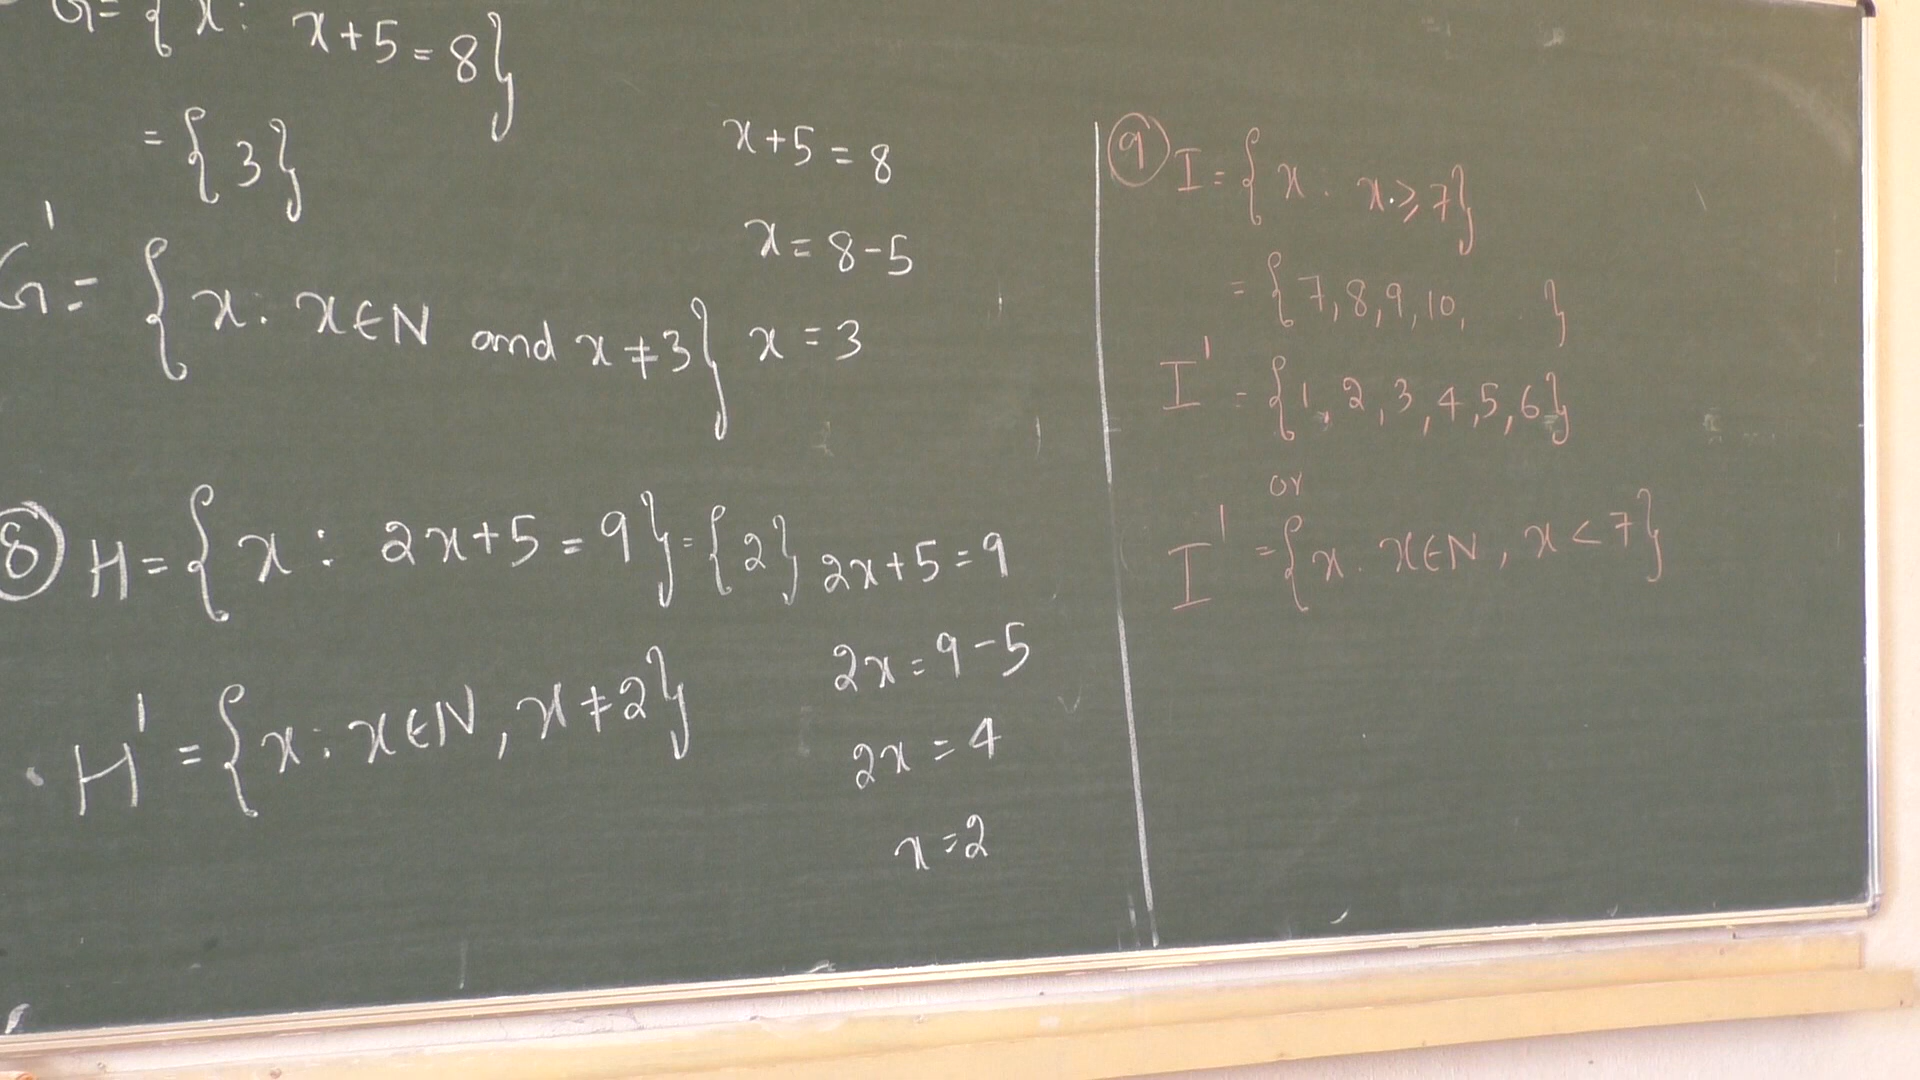 G = { x : x+5 = 8}
= { 3}
G' = { x : x ∈ N and x ≠ 3}
x+5 = 8
x = 8-5
x = 3
⑧ H = { x : 2x+5 = 9} = { 2}
H' = { x : x ∈ N , x ≠ 2}
2x+5 = 9
2x = 9-5
2x = 4
x = 2
⑨ I = { x . x ≥ 7}
= { 7, 8, 9, 10, . }
I' = { 1, 2, 3, 4, 5, 6}
or
I' = { x . x ∈ N , x < 7}